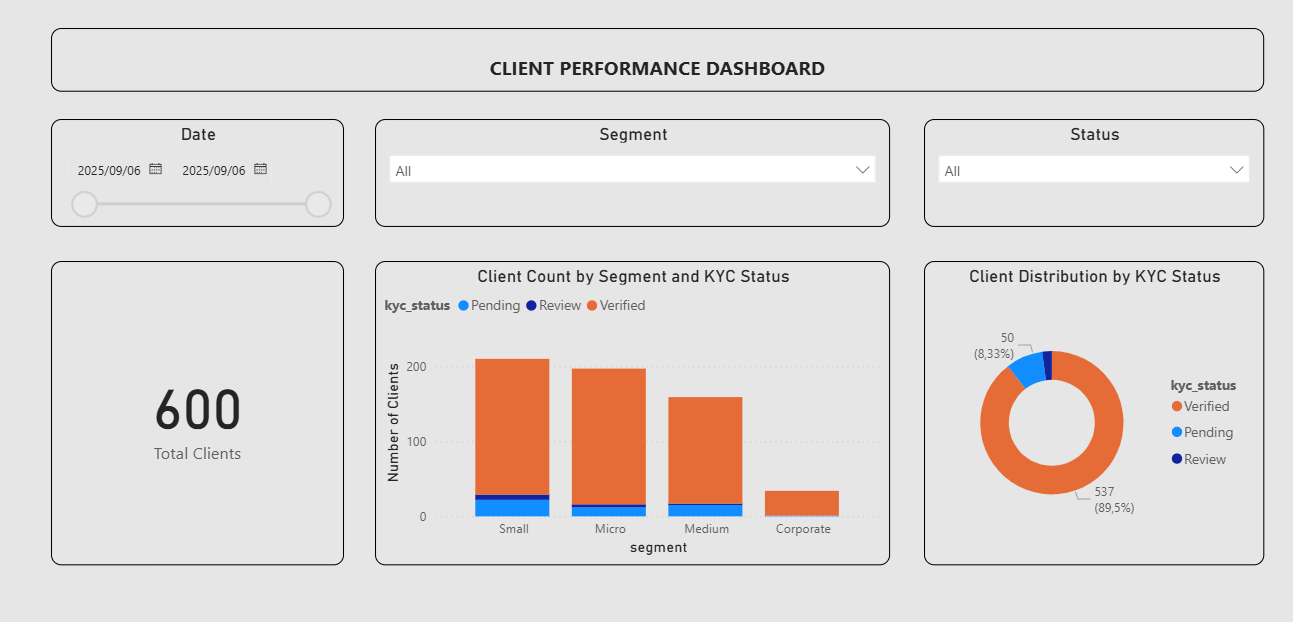 CLIENT PERFORMANCE DASHBOARD
Date
2025/09/06 2025/09/06
Segment
All
Status
All
600
Total Clients
Client Count by Segment and KYC Status
kyc_status Pending Review Verified
Number of Clients
200
100
0
Small Micro Medium Corporate
segment
Client Distribution by KYC Status
50
(8,33%)
537
(89,5%)
kyc_status
Verified
Pending
Review